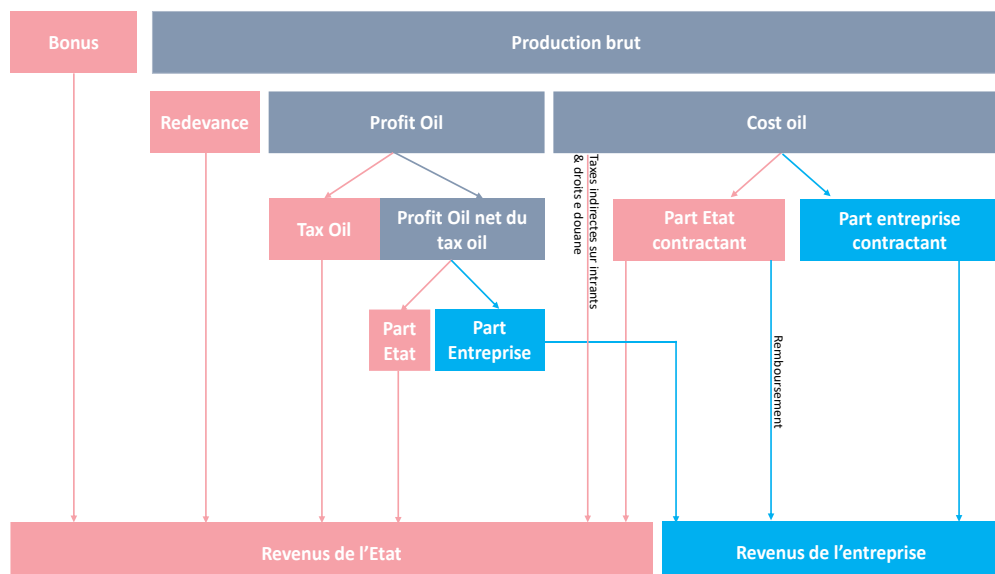 Bonus
Production brut
Redevance
Profit Oil
Cost oil
Taxes indirectes sur intrants
& droits e douane
Tax Oil
Profit Oil net du
tax oil
Part Etat
contractant
Part entreprise
contractant
Part
Etat
Part
Entreprise
Remboursement
Revenus de l'Etat
Revenus de l'entreprise